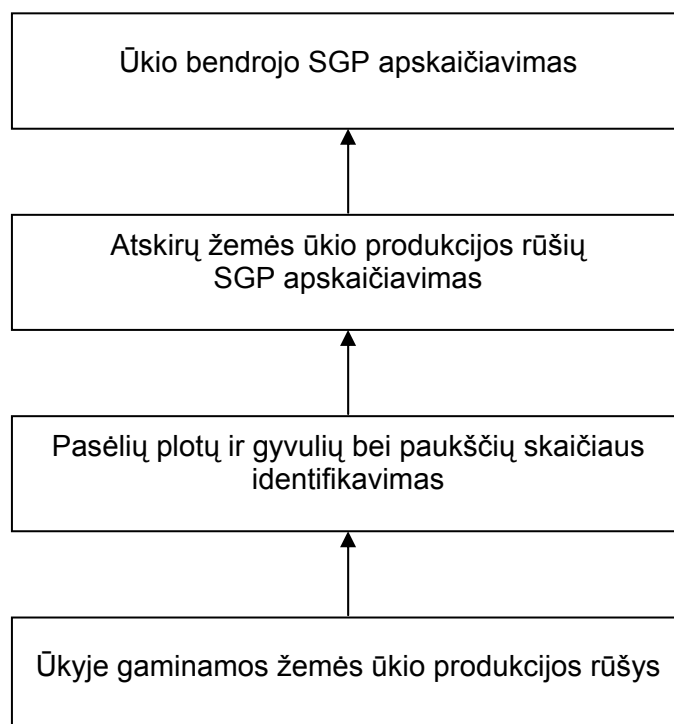 Ūkio bendrojo SGP apskaičiavimas
Atskirų žemės ūkio produkcijos rūšių
SGP apskaičiavimas
Pasėlių plotų ir gyvulių bei paukščių skaičiaus
identifikavimas
Ūkyje gaminamos žemės ūkio produkcijos rūšys